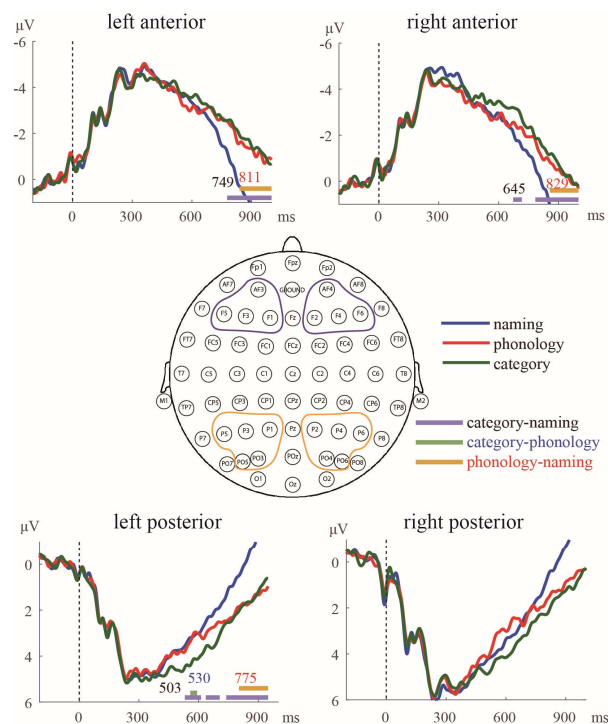 left anterior
right anterior
μV
-6
-4
-2
0
749
811
0
300
600
900
ms
μV
-6
-4
-2
0
645
829
0
300
600
900
ms
Fp1 Fpz Fp2
AF7 AF3 GROUND AF4 AF8
F7 F5 F3 F1 Fz F2 F4 F6 F8
FT7 FC5 FC3 FC1 FCz FC2 FC4 FC6 FT8
T7 C5 C3 C1 Cz C2 C4 C6 T8
M1 TP7 CP5 CP3 CP1 CPz CP2 CP4 CP6 TP8 M2
P7 P5 P3 P1 Pz P2 P4 P6 P8
PO7 PO5 PO3 POz PO4 PO6 PO8
O1 Oz O2
naming
phonology
category
category-naming
category-phonology
phonology-naming
left posterior
right posterior
μV
0
2
4
6
503
530
775
0
300
600
900
ms
μV
0
2
4
6
0
300
600
900
ms